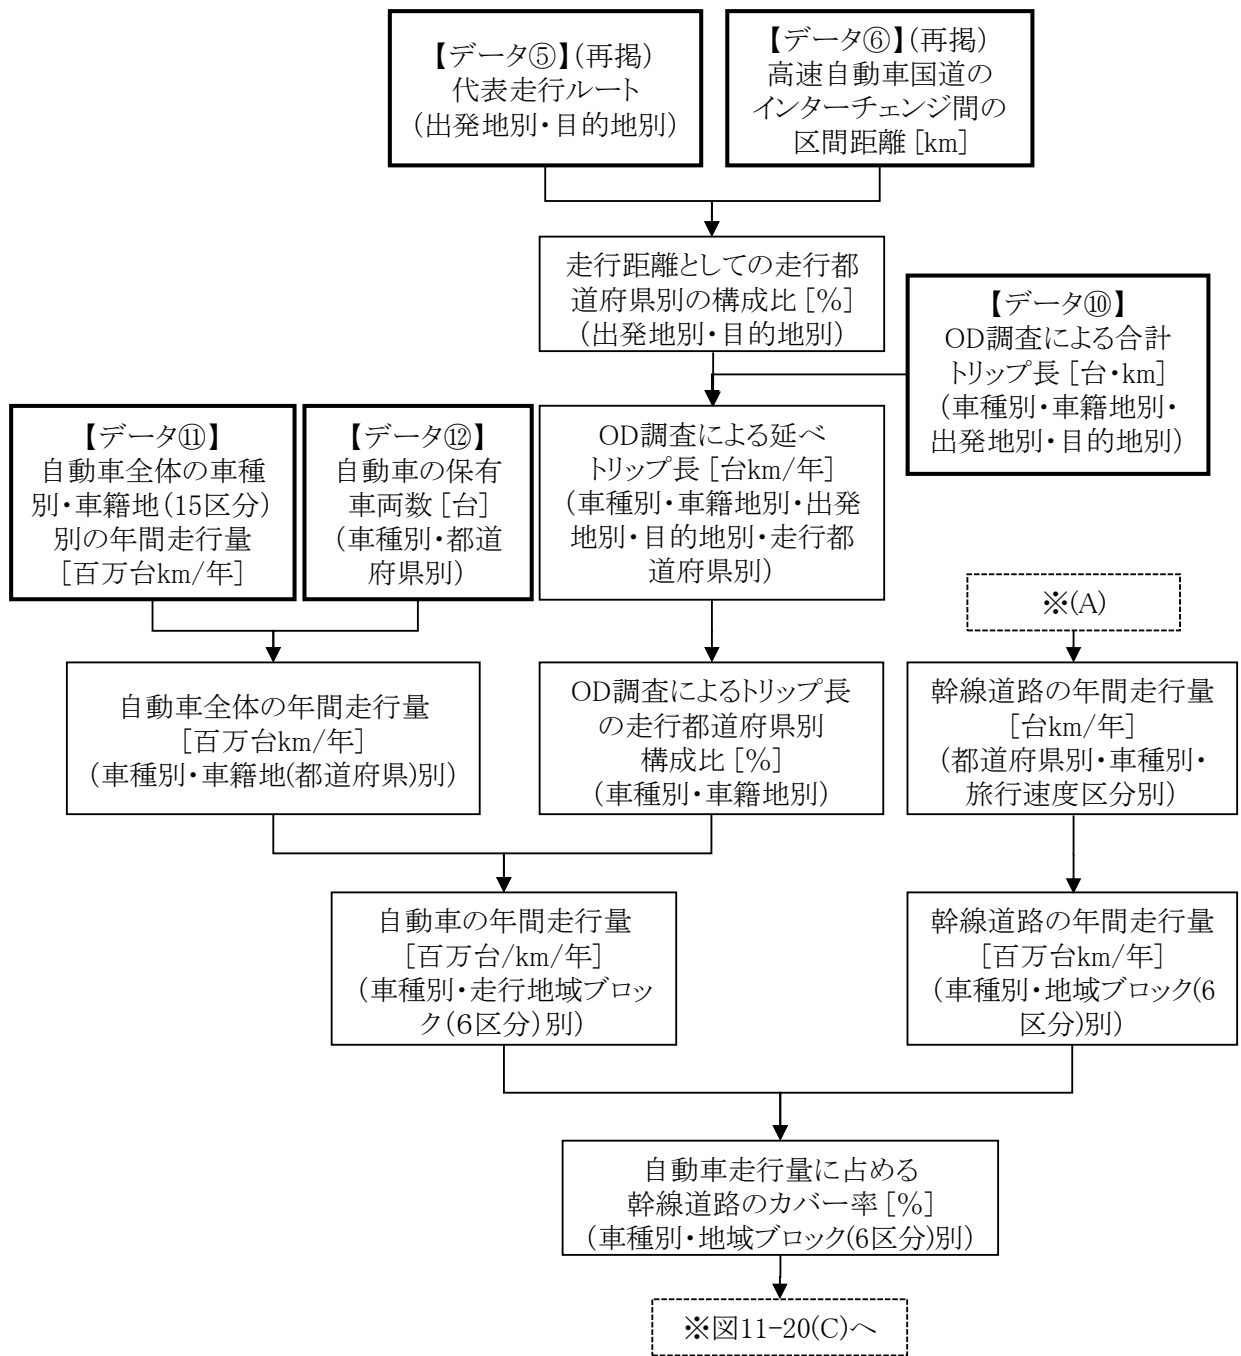 【データ⑤】(再掲)
代表走行ルート
(出発地別・目的地別)
【データ⑥】(再掲)
高速自動車国道の
インターチェンジ間の
区間距離[km]
走行距離としての走行都
道府県別の構成比[%]
(出発地別・目的地別)
【データ⑩】
OD調査による合計
トリップ長[台・km]
(車種別・車籍地別・
出発地別・目的地別)
【データ⑪】
自動車全体の車種
別・車籍地(15区分)
別の年間走行量
[百万台km/年]
【データ⑫】
自動車の保有
車両数[台]
(車種別・都道
府県別)
OD調査による延べ
トリップ長[台km/年]
(車種別・車籍地別・出発
地別・目的地別・走行都
道府県別)
※(A)
自動車全体の年間走行量
[百万台km/年]
(車種別・車籍地(都道府県)別)
OD調査によるトリップ長
の走行都道府県別
構成比[%]
(車種別・車籍地別)
幹線道路の年間走行量
[台km/年]
(都道府県別・車種別・
旅行速度区分別)
自動車の年間走行量
[百万台/km/年]
(車種別・走行地域ブロッ
ク(6区分)別)
幹線道路の年間走行量
[百万台km/年]
(車種別・地域ブロック(6
区分)別)
自動車走行量に占める
幹線道路のカバー率[%]
(車種別・地域ブロック(6区分)別)
※図11-20(C)へ